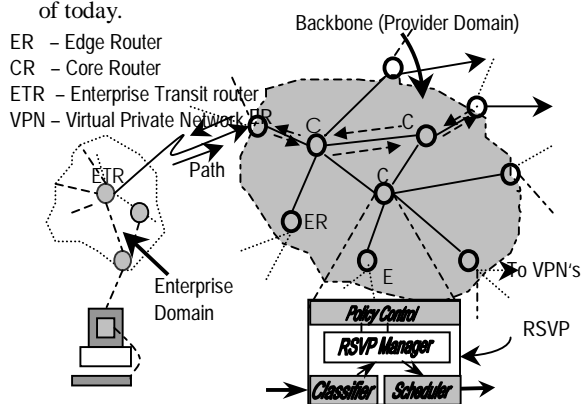 of today.
Backbone (Provider Domain)
ER – Edge Router
CR – Core Router
ETR – Enterprise Transit router
VPN – Virtual Private Network
ER
C
C
Path
ETR
C
ER
E
To VPN's
Enterprise
Domain
Policy Control
RSVP
RSVP Manager
Classifier
Scheduler